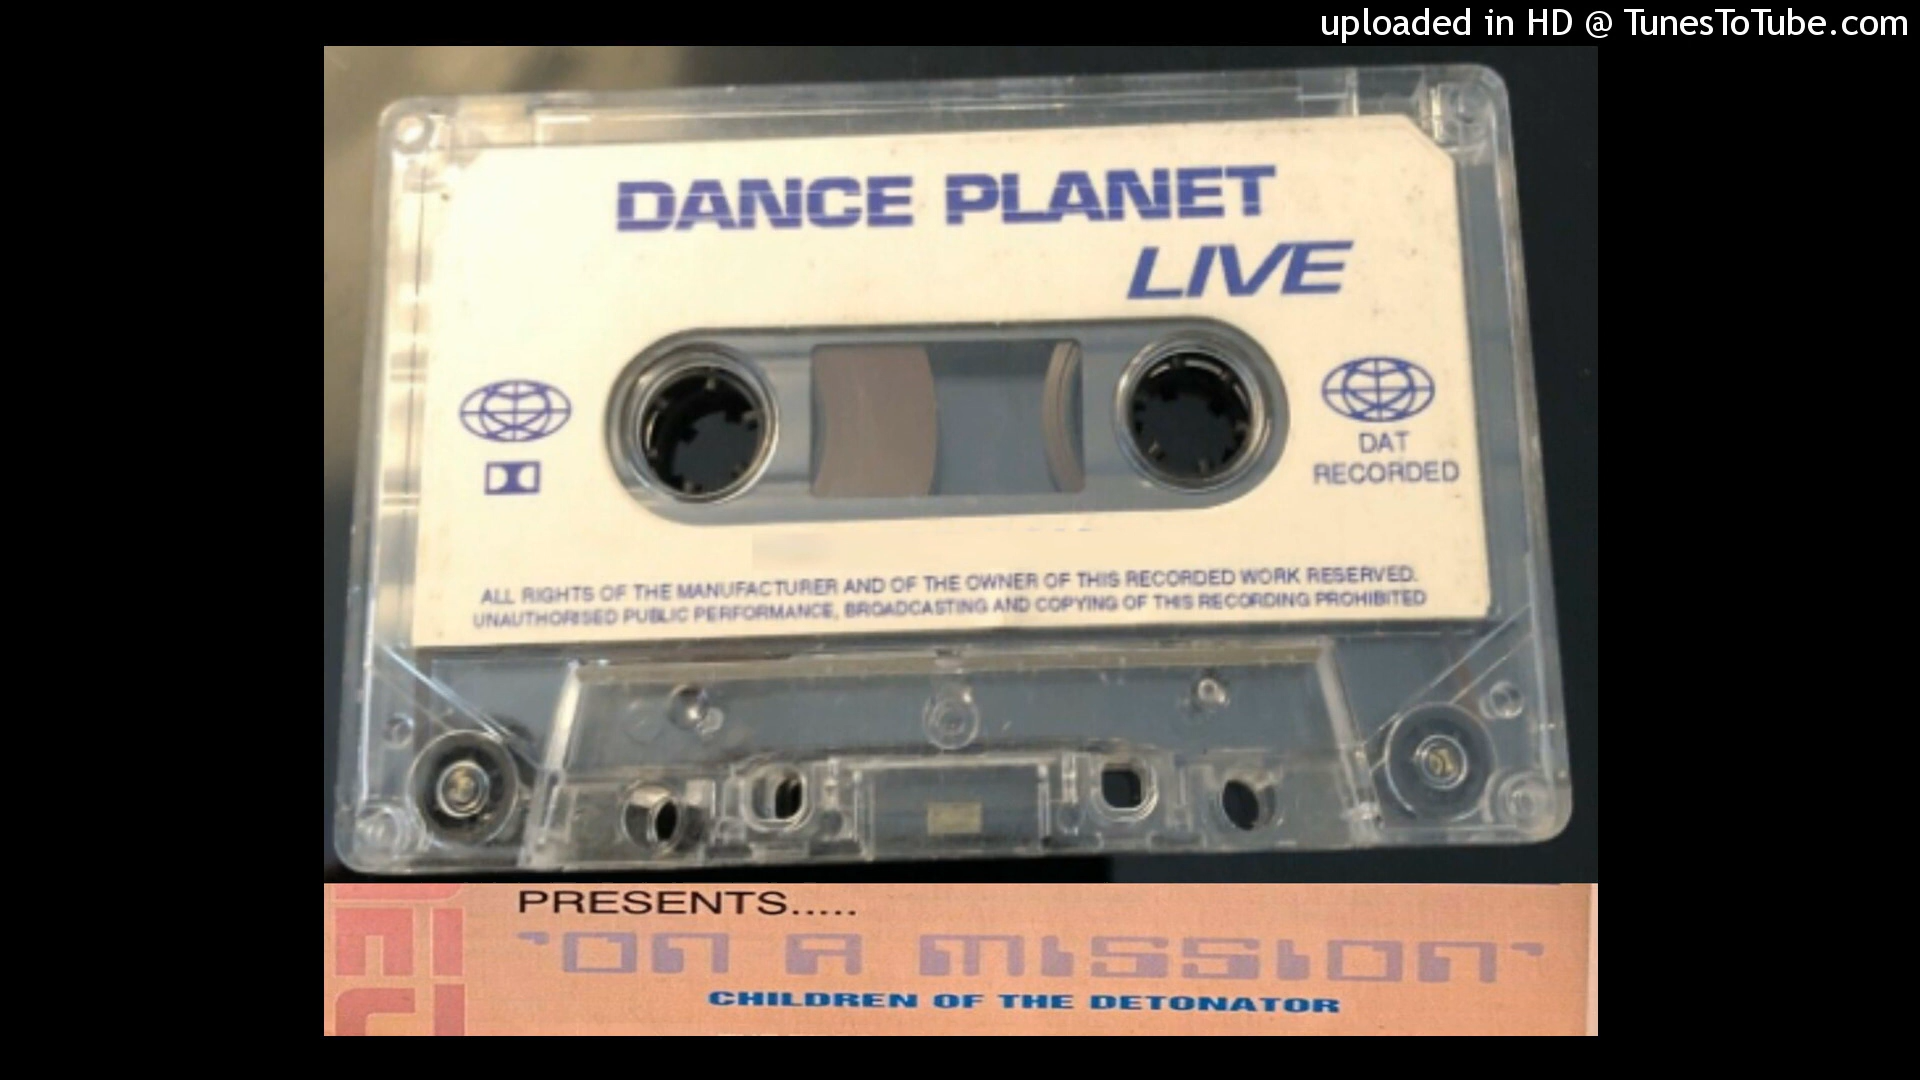 uploaded in HD @ TunesToTube.com
DANCE PLANET
LIVE
DAT
RECORDED
ALL RIGHTS OF THE MANUFACTURER AND OF THE OWNER OF THIS RECORDED WORK RESERVED.
UNAUTHORISED PUBLIC PERFORMANCE, BROADCASTING AND COPYING OF THIS RECORDING PROHIBITED
PRESENTS.....
'ON A MISSION'
CHILDREN OF THE DETONATOR